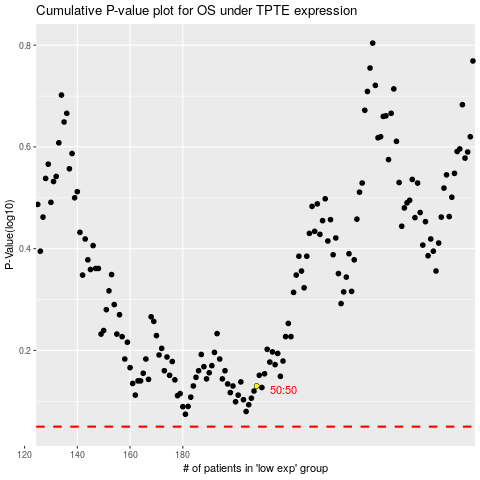 Cumulative P-value plot for OS under TPTE expression
0.8
0.6
0.4
0.2
P-Value(log10)
50:50
120 140 160 180
# of patients in 'low exp' group